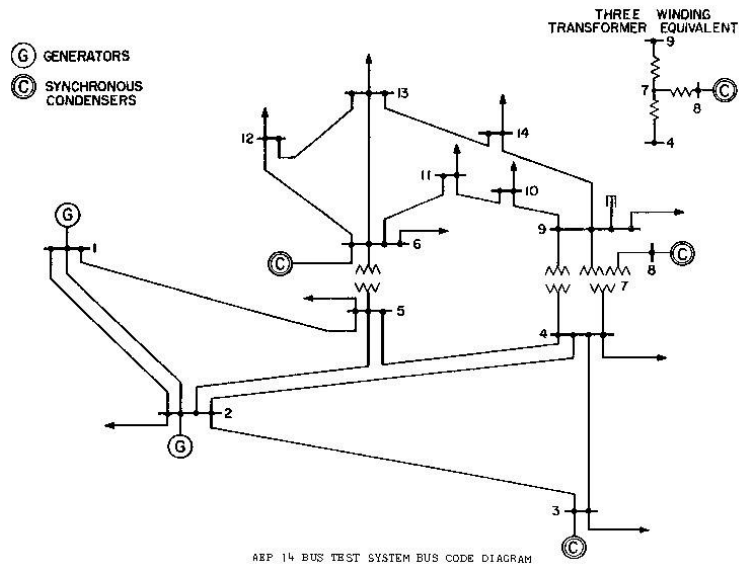 THREE WINDING
TRANSFORMER EQUIVALENT
9
7
C
8
4
G GENERATORS
C SYNCHRONOUS
CONDENSERS
13
12
14
11
10
G
1
6
9
C
C
8
7
5
4
2
G
3
C
AEP 14 BUS TEST SYSTEM BUS CODE DIAGRAM